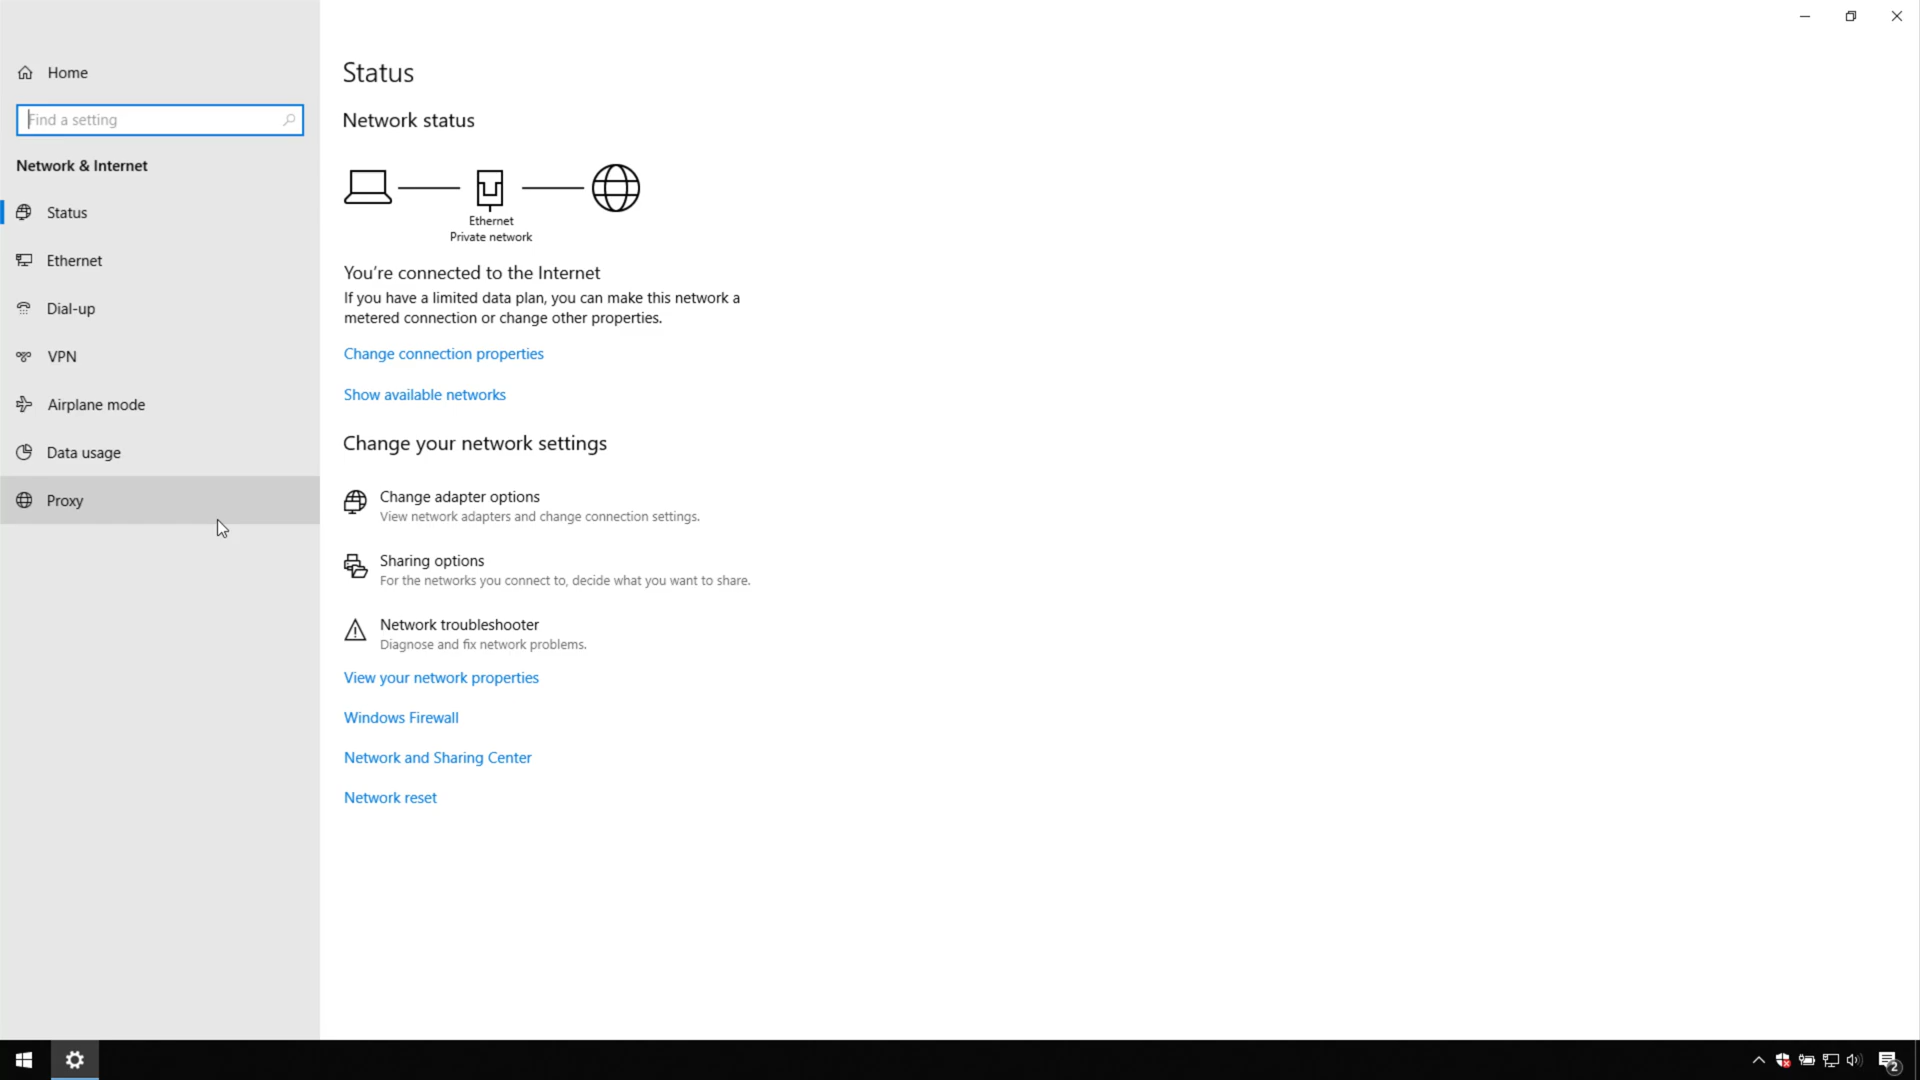 Home
Find a setting
Network & Internet
Status
Ethernet
Dial-up
VPN
Airplane mode
Data usage
Proxy
Status
Network status
Ethernet
Private network
You’re connected to the Internet
If you have a limited data plan, you can make this network a
metered connection or change other properties.
Change connection properties
Show available networks
Change your network settings
Change adapter options
View network adapters and change connection settings.
Sharing options
For the networks you connect to, decide what you want to share.
Network troubleshooter
Diagnose and fix network problems.
View your network properties
Windows Firewall
Network and Sharing Center
Network reset
2